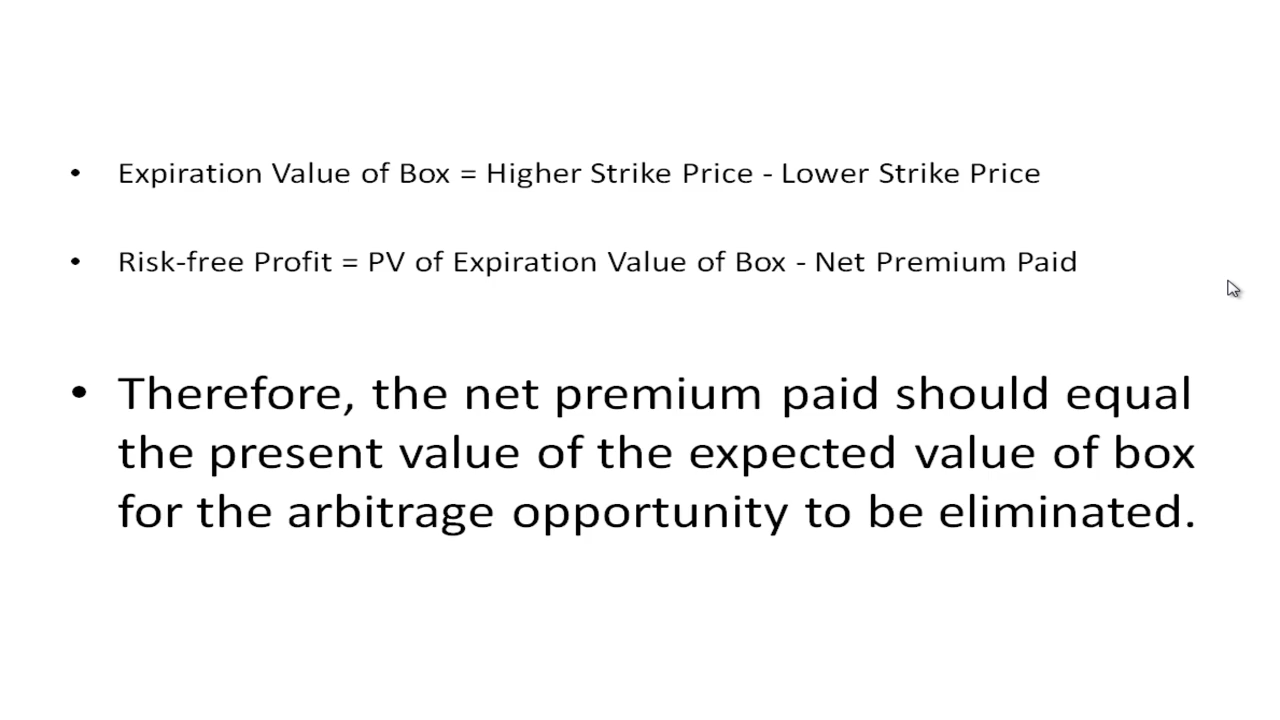 • Expiration Value of Box = Higher Strike Price - Lower Strike Price
• Risk-free Profit = PV of Expiration Value of Box - Net Premium Paid
• Therefore, the net premium paid should equal
the present value of the expected value of box
for the arbitrage opportunity to be eliminated.